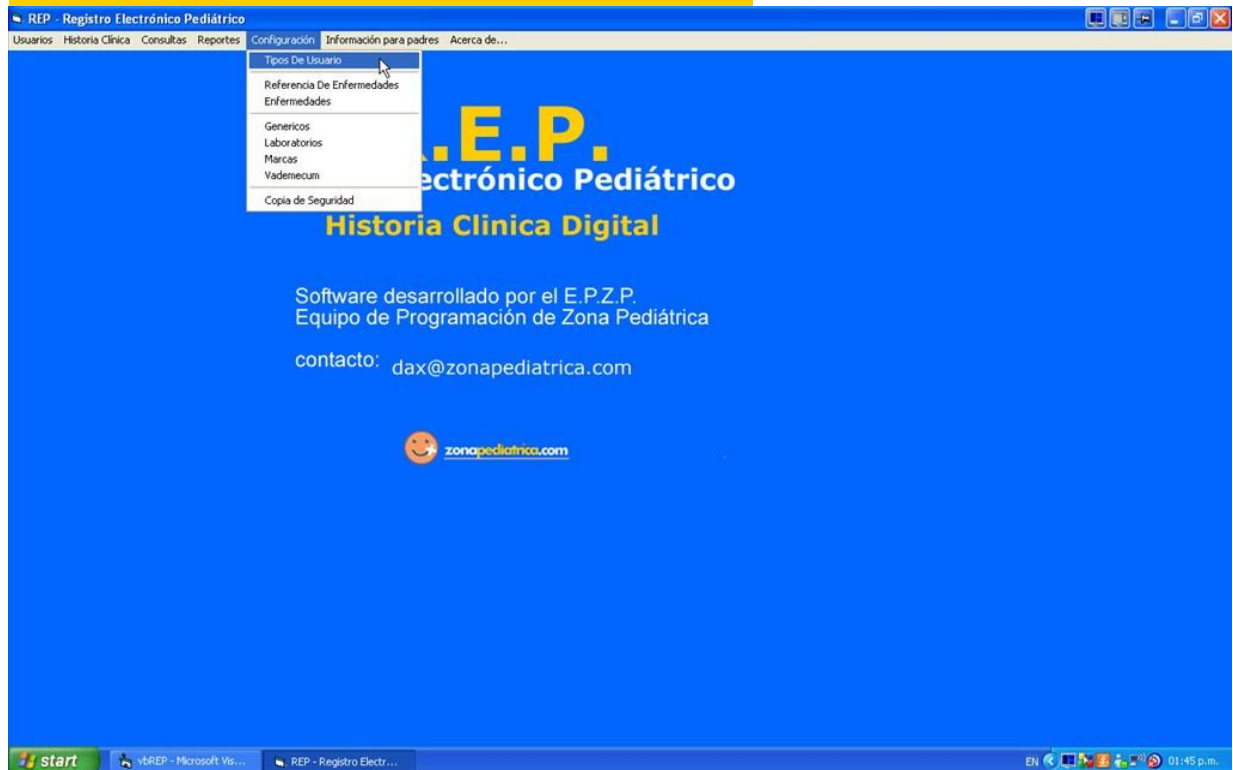 REP - Registro Electrónico Pediátrico
Usuarios Historia Clínica Consultas Reportes Configuración Información para padres Acerca de...
Tipos De Usuario
Referencia De Enfermedades
Enfermedades
Genericos
Laboratorios
Marcas
Vademecum
Copia de Seguridad
.E.P.
ectrónico Pediátrico
Historia Clinica Digital
Software desarrollado por el E.P.Z.P.
Equipo de Programación de Zona Pediátrica
contacto: dax@zonapediatrica.com
zonapediatrica.com
start vbREP - Microsoft Vis... REP - Registro Electr... EN 01:45 p.m.